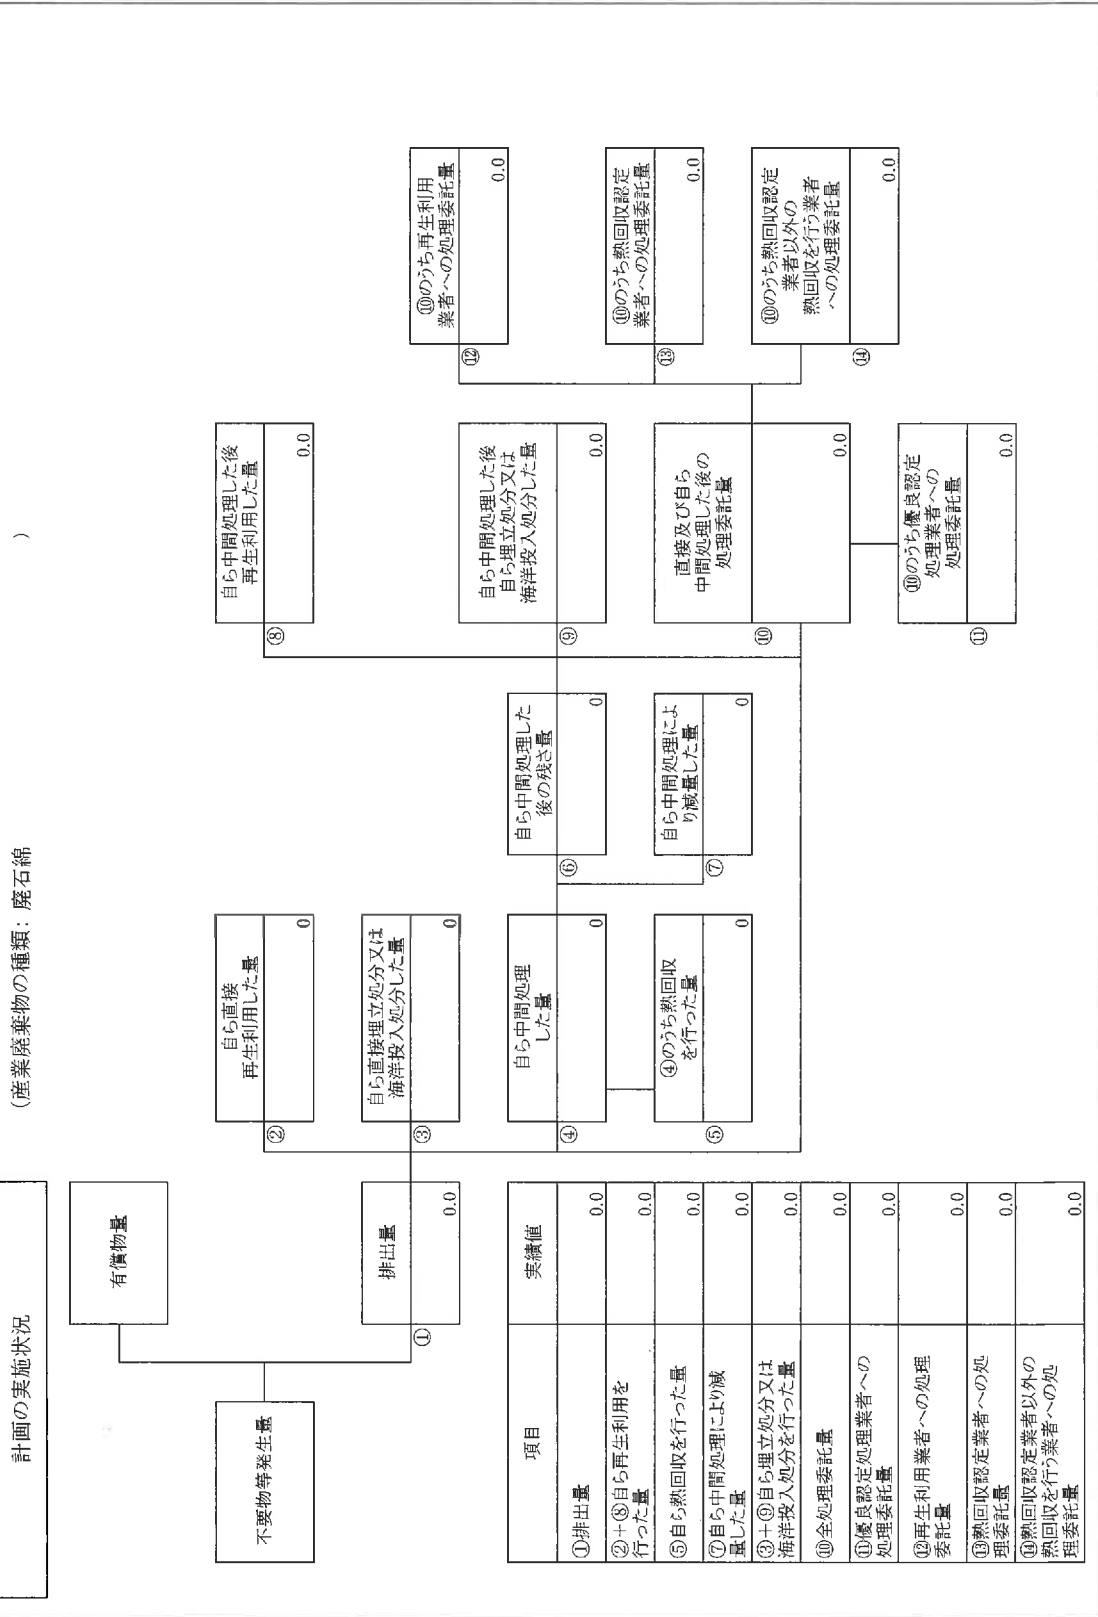 計画の実施状況
(産業廃棄物の種類: 廃石綿
)
不要物等発生量
有償物量
排出量
① 0.0
自ら直接
再生利用した量
② 0
自ら直接埋立処分又は
海洋投入処分した量
③ 0
自ら中間処理
した量
④ 0
④のうち熱回収
を行った量
⑤ 0
自ら中間処理した
後の残さ量
⑥ 0
自ら中間処理によ
り減量した量
⑦ 0
自ら中間処理した後
再生利用した量
⑧ 0.0
自ら中間処理した後
自ら埋立処分又は
海洋投入処分した量
⑨ 0.0
直接及び自ら
中間処理した後の
処理委託量
⑩ 0.0
⑩のうち優良認定
処理業者への
処理委託量
⑪ 0.0
⑩のうち再生利用
業者への処理委託量
⑫ 0.0
⑩のうち熱回収認定
業者への処理委託量
⑬ 0.0
⑩のうち熱回収認定
業者以外の
熱回収を行う業者
への処理委託量
⑭ 0.0
項目 実績値
①排出量 0.0
②+⑧自ら再生利用を
行った量 0.0
⑤自ら熱回収を行った量 0.0
⑦自ら中間処理により減
量した量 0.0
③+⑨自ら埋立処分又は
海洋投入処分を行った量 0.0
⑩全処理委託量 0.0
⑪優良認定処理業者への
処理委託量 0.0
⑫再生利用業者への処理
委託量 0.0
⑬熱回収認定業者への処
理委託量 0.0
⑭熱回収認定業者以外の
熱回収を行う業者への処
理委託量 0.0